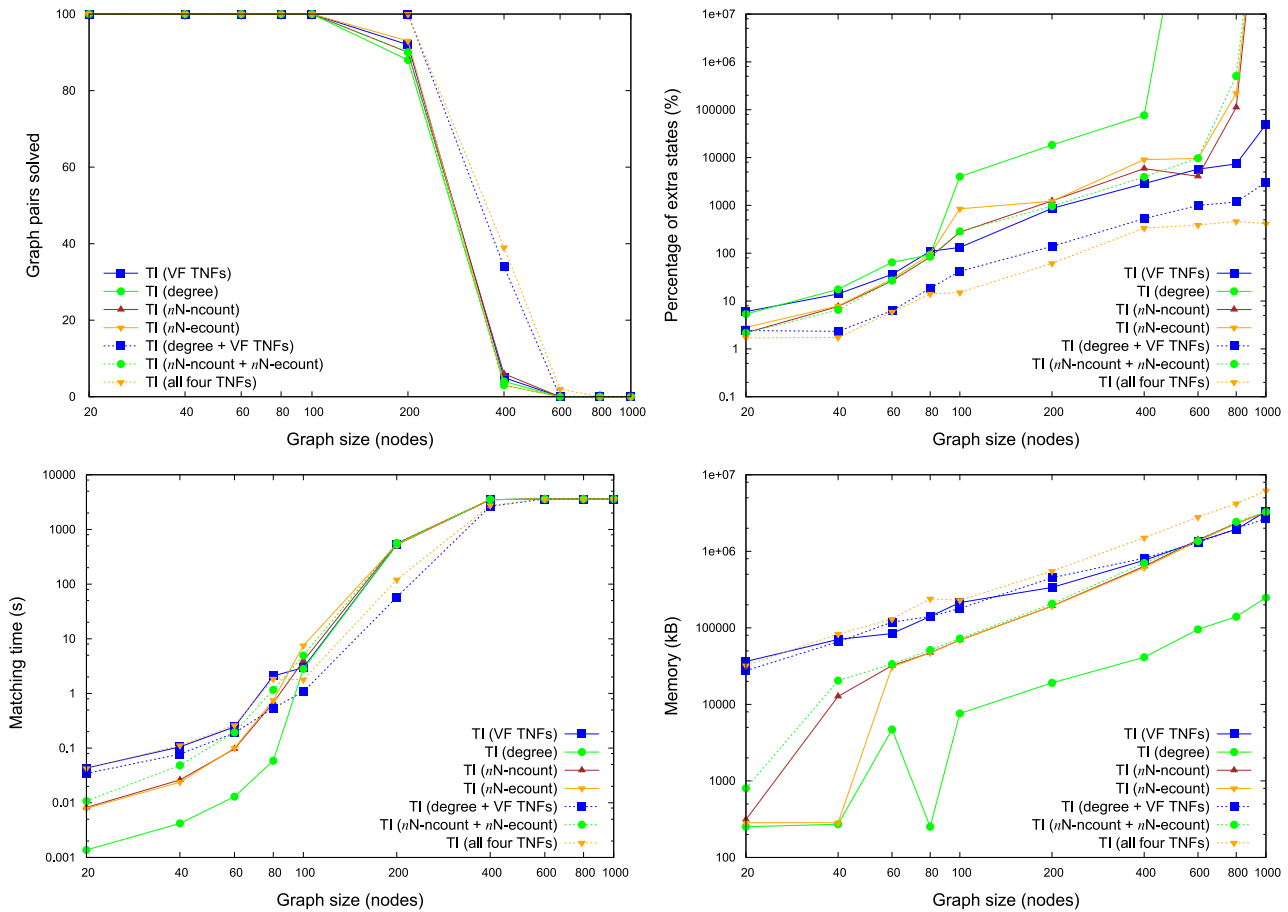 100
80
60
40
20
0
Graph pairs solved
TI (VF TNFs)
TI (degree)
TI (nN-ncount)
TI (nN-ecount)
TI (degree + VF TNFs)
TI (nN-ncount + nN-ecount)
TI (all four TNFs)
20 40 60 80 100 200 400 600 800 1000
Graph size (nodes)
1e+07
1e+06
100000
10000
1000
100
10
1
0.1
Percentage of extra states (%)
TI (VF TNFs)
TI (degree)
TI (nN-ncount)
TI (nN-ecount)
TI (degree + VF TNFs)
TI (nN-ncount + nN-ecount)
TI (all four TNFs)
20 40 60 80 100 200 400 600 800 1000
Graph size (nodes)
10000
1000
100
10
1
0.1
0.01
0.001
Matching time (s)
TI (VF TNFs)
TI (degree)
TI (nN-ncount)
TI (nN-ecount)
TI (degree + VF TNFs)
TI (nN-ncount + nN-ecount)
TI (all four TNFs)
20 40 60 80 100 200 400 600 800 1000
Graph size (nodes)
1e+07
1e+06
100000
10000
1000
100
Memory (kB)
TI (VF TNFs)
TI (degree)
TI (nN-ncount)
TI (nN-ecount)
TI (degree + VF TNFs)
TI (nN-ncount + nN-ecount)
TI (all four TNFs)
20 40 60 80 100 200 400 600 800 1000
Graph size (nodes)